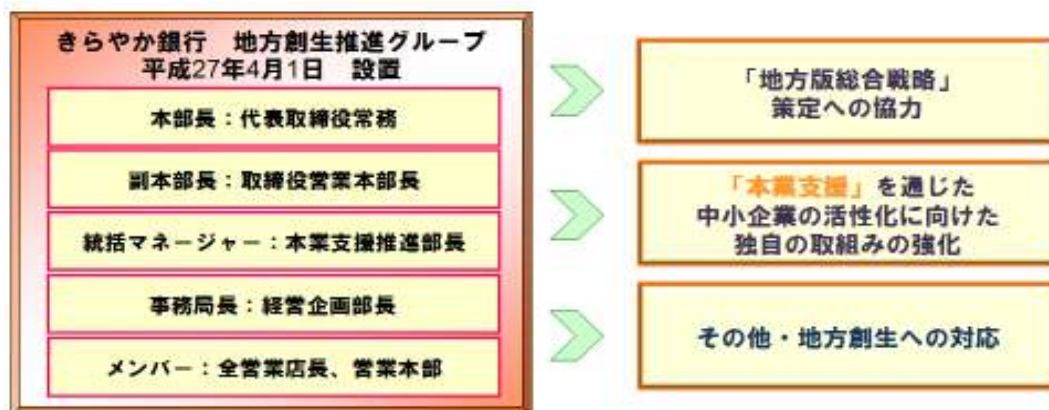 きらやか銀行　地方創生推進グループ
平成27年4月1日　設置
本部長：代表取締役常務
副本部長：取締役営業本部長
統括マネージャー：本業支援推進部長
事務局長：経営企画部長
メンバー：全営業店長、営業本部
「地方版総合戦略」
策定への協力
「本業支援」を通じた
中小企業の活性化に向けた
独自の取組みの強化
その他・地方創生への対応